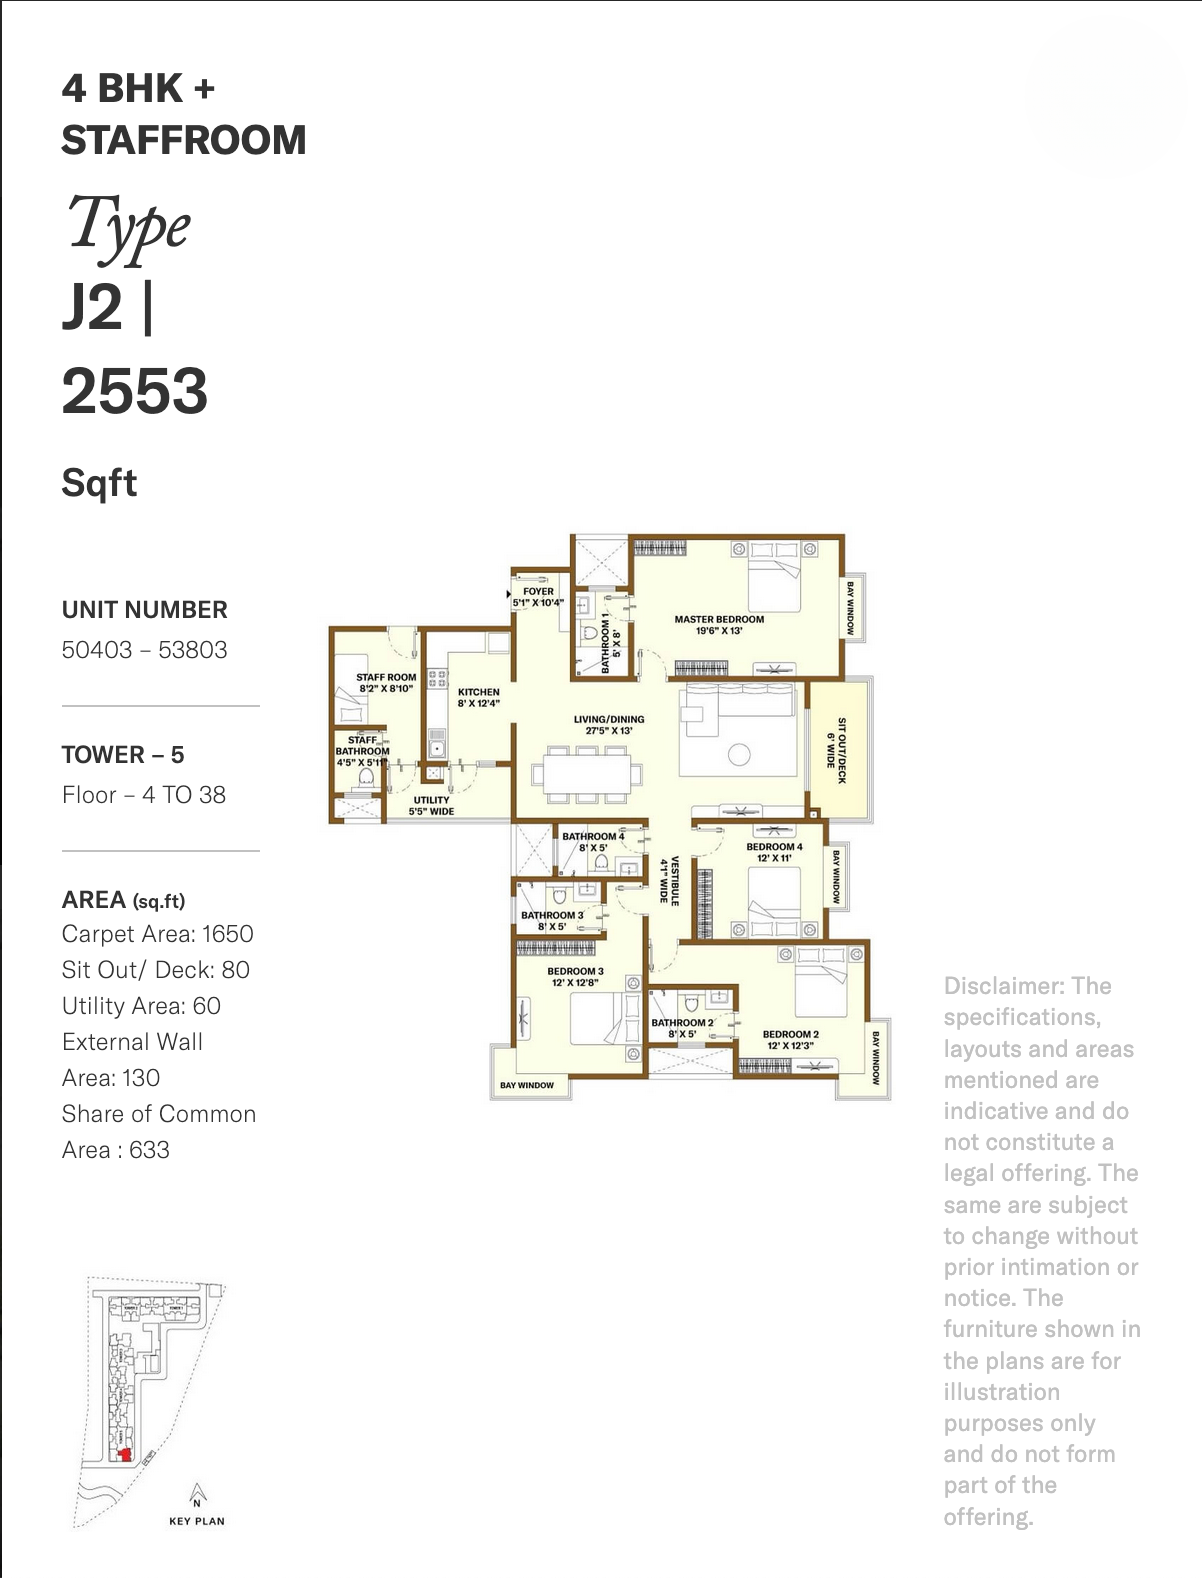 4 BHK +
STAFFROOM
Type
J2 |
2553
Sqft
UNIT NUMBER
50403 – 53803
TOWER – 5
Floor – 4 TO 38
AREA (sq.ft)
Carpet Area: 1650
Sit Out/ Deck: 80
Utility Area: 60
External Wall
Area: 130
Share of Common
Area : 633
FOYER
5'1" X 10'4"
BATHROOM 1
5' X 8'
MASTER BEDROOM
19'6" X 13'
BAY WINDOW
STAFF ROOM
8'2" X 8'10"
KITCHEN
8' X 12'4"
LIVING/DINING
27'5" X 13'
SIT OUT/DECK
6' WIDE
STAFF
BATHROOM
4'5" X 5'11"
UTILITY
5'5" WIDE
BATHROOM 4
8' X 5'
VESTIBULE
4'1" WIDE
BEDROOM 4
12' X 11'
BAY WINDOW
BATHROOM 3
8' X 5'
BEDROOM 3
12' X 12'8"
BATHROOM 2
8' X 5'
BEDROOM 2
12' X 12'3"
BAY WINDOW
BAY WINDOW
Disclaimer: The
specifications,
layouts and areas
mentioned are
indicative and do
not constitute a
legal offering. The
same are subject
to change without
prior intimation or
notice. The
furniture shown in
the plans are for
illustration
purposes only
and do not form
part of the
offering.
N
KEY PLAN